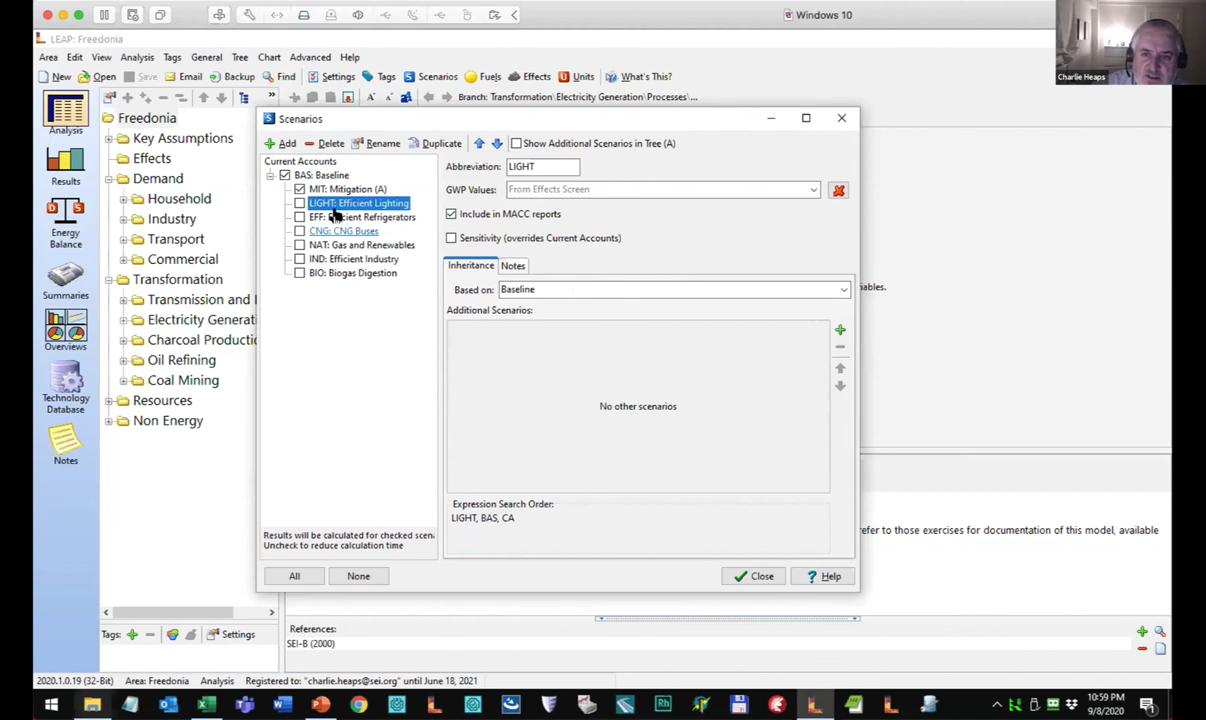 Windows 10
Charlie Heaps
LEAP: Freedonia
Area Edit View Analysis Tags General Tree Chart Advanced Help
New Open Save Email Backup Find Settings Tags Scenarios Fuels Effects Units What's This?
Branch: Transformation\Electricity Generation\Processes\...
Analysis
Results
Energy
Balance
Summaries
Overviews
Technology
Database
Notes
Freedonia
Key Assumptions
Effects
Demand
Household
Industry
Transport
Commercial
Transformation
Transmission and
Electricity Generati
Charcoal Producti
Oil Refining
Coal Mining
Resources
Non Energy
Tags: Settings
Scenarios
Add Delete Rename Duplicate Show Additional Scenarios in Tree (A)
Current Accounts
BAS: Baseline
MIT: Mitigation (A)
LIGHT: Efficient Lighting
EFF: Efficient Refrigerators
CNG: CNG Buses
NAT: Gas and Renewables
IND: Efficient Industry
BIO: Biogas Digestion
Results will be calculated for checked scena
Uncheck to reduce calculation time
All None
Abbreviation: LIGHT
GWP Values: From Effects Screen
Include in MACC reports
Sensitivity (overrides Current Accounts)
Inheritance Notes
Based on: Baseline
Additional Scenarios:
No other scenarios
Expression Search Order:
LIGHT, BAS, CA
Close Help
iables.
efer to those exercises for documentation of this model, available
References:
SEI-B (2000)
2020.1.0.19 (32-Bit) Area: Freedonia Analysis Registered to: "charlie.heaps@sei.org" until June 18, 2021
10:59 PM
9/8/2020